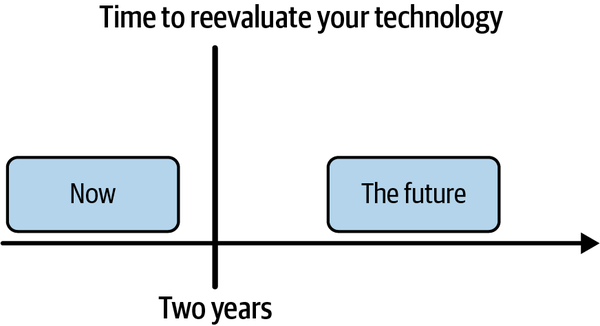 Time to reevaluate your technology
Now
The future
Two years